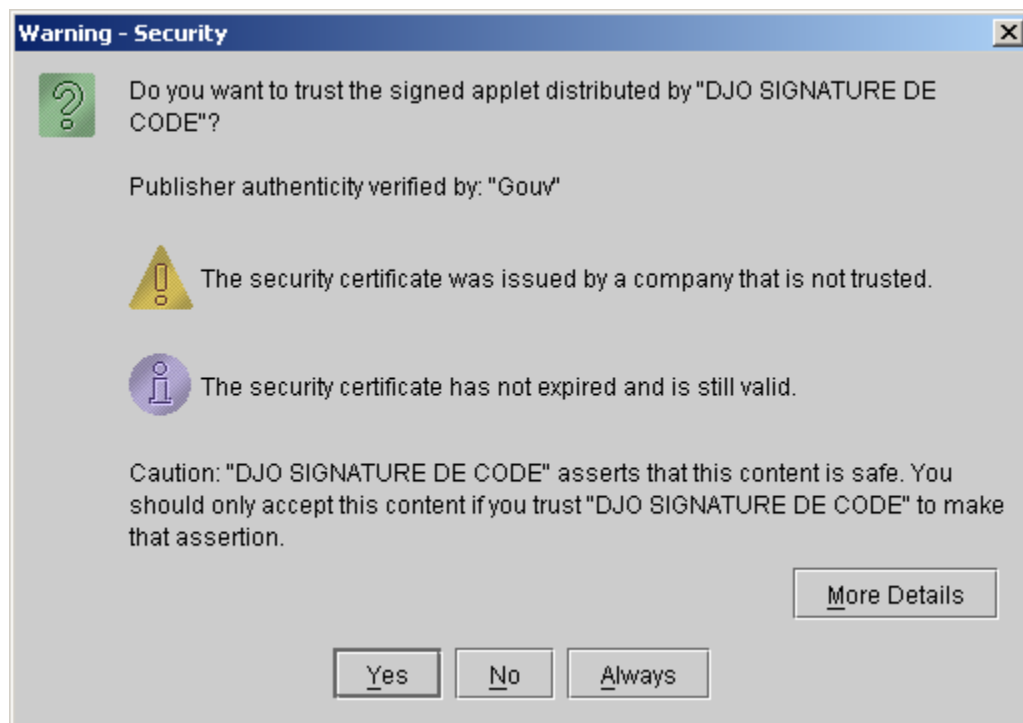 Warning - Security
Do you want to trust the signed applet distributed by "DJO SIGNATURE DE
CODE"?
Publisher authenticity verified by: "Gouv"
The security certificate was issued by a company that is not trusted.
The security certificate has not expired and is still valid.
Caution: "DJO SIGNATURE DE CODE" asserts that this content is safe. You
should only accept this content if you trust "DJO SIGNATURE DE CODE" to make
that assertion.
More Details
Yes No Always